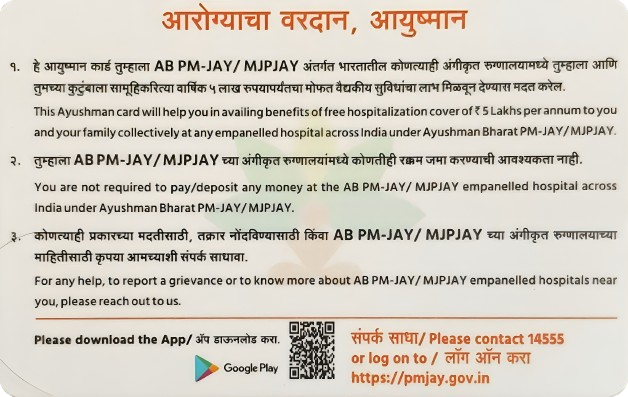 आरोग्याचा वरदान, आयुष्मान
१. हे आयुष्मान कार्ड तुम्हाला AB PM-JAY/ MJPJAY अंतर्गत भारतातील कोणत्याही अंगीकृत रुग्णालयामध्ये तुम्हाला आणि
तुमच्या कुटुंबाला सामूहिकरित्या वार्षिक ५ लाख रुपयापर्यंतचा मोफत वैद्यकीय सुविधांचा लाभ मिळवून देण्यास मदत करेल.
This Ayushman card will help you in availing benefits of free hospitalization cover of ₹ 5 Lakhs per annum to you
and your family collectively at any empanelled hospital across India under Ayushman Bharat PM-JAY/ MJPJAY.
२. तुम्हाला AB PM-JAY/ MJPJAY च्या अंगीकृत रुग्णालयांमध्ये कोणतीही रक्कम जमा करण्याची आवश्यकता नाही.
You are not required to pay/deposit any money at the AB PM-JAY/ MJPJAY empanelled hospital across
India under Ayushman Bharat PM-JAY/ MJPJAY.
३. कोणत्याही प्रकारच्या मदतीसाठी, तक्रार नोंदविण्यासाठी किंवा AB PM-JAY/ MJPJAY च्या अंगीकृत रुग्णालयाच्या
माहितीसाठी कृपया आमच्याशी संपर्क साधावा.
For any help, to report a grievance or to know more about AB PM-JAY/ MJPJAY empanelled hospitals near
you, please reach out to us.
Please download the App/ ॲप डाऊनलोड करा.
Google Play
संपर्क साधा/ Please contact 14555
or log on to / लॉग ऑन करा
https://pmjay.gov.in